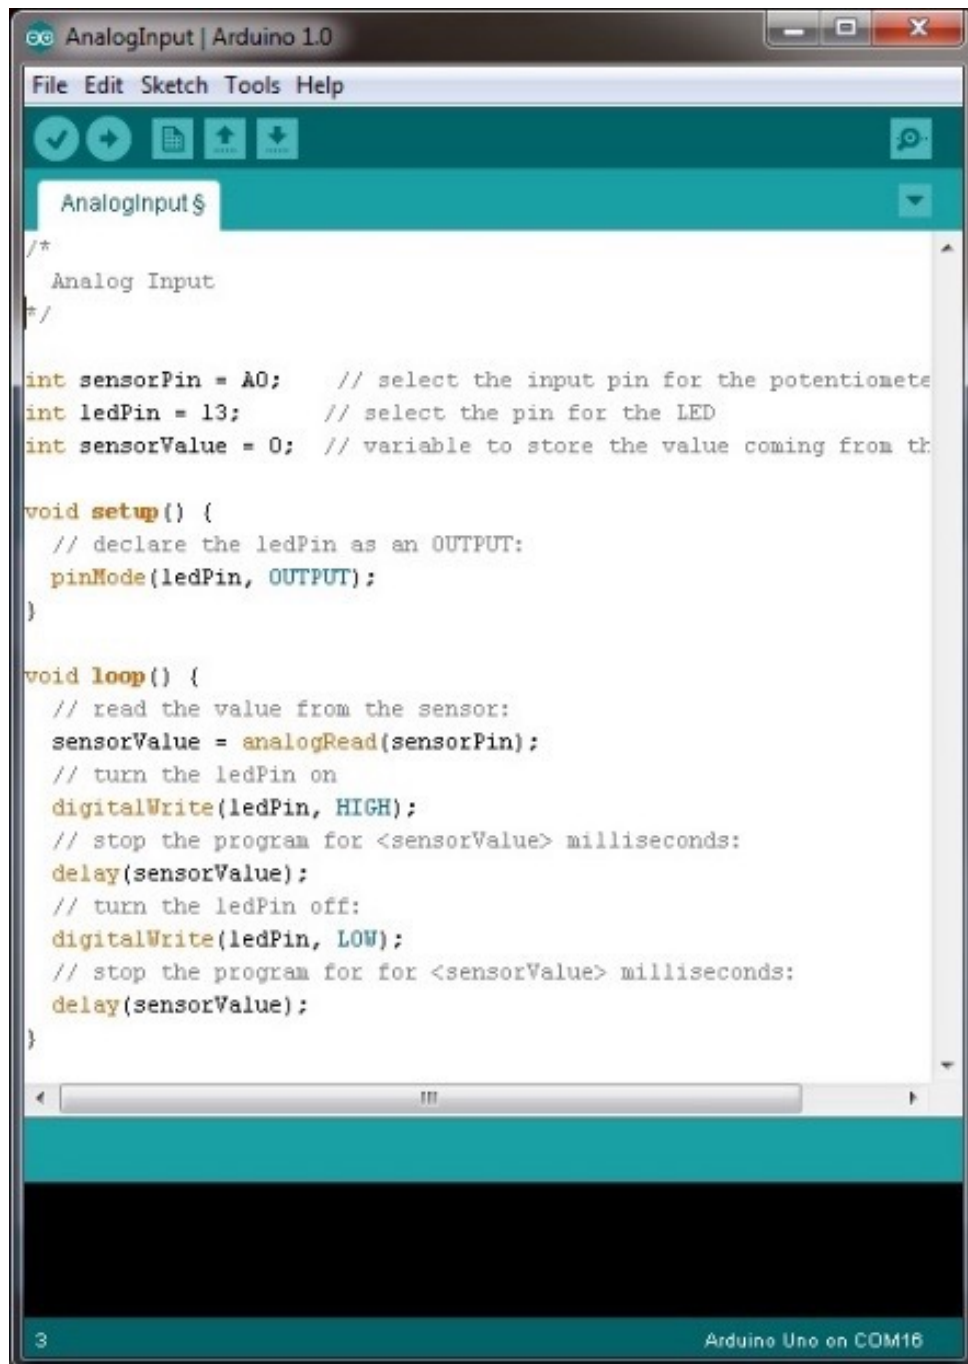 AnalogInput | Arduino 1.0
File Edit Sketch Tools Help
AnalogInput §
/*
  Analog Input
*/

int sensorPin = A0;    // select the input pin for the potentiomete
int ledPin = 13;      // select the pin for the LED
int sensorValue = 0;  // variable to store the value coming from th

void setup() {
  // declare the ledPin as an OUTPUT:
  pinMode(ledPin, OUTPUT);
}

void loop() {
  // read the value from the sensor:
  sensorValue = analogRead(sensorPin);
  // turn the ledPin on
  digitalWrite(ledPin, HIGH);
  // stop the program for <sensorValue> milliseconds:
  delay(sensorValue);
  // turn the ledPin off:
  digitalWrite(ledPin, LOW);
  // stop the program for for <sensorValue> milliseconds:
  delay(sensorValue);
}
3
Arduino Uno on COM16